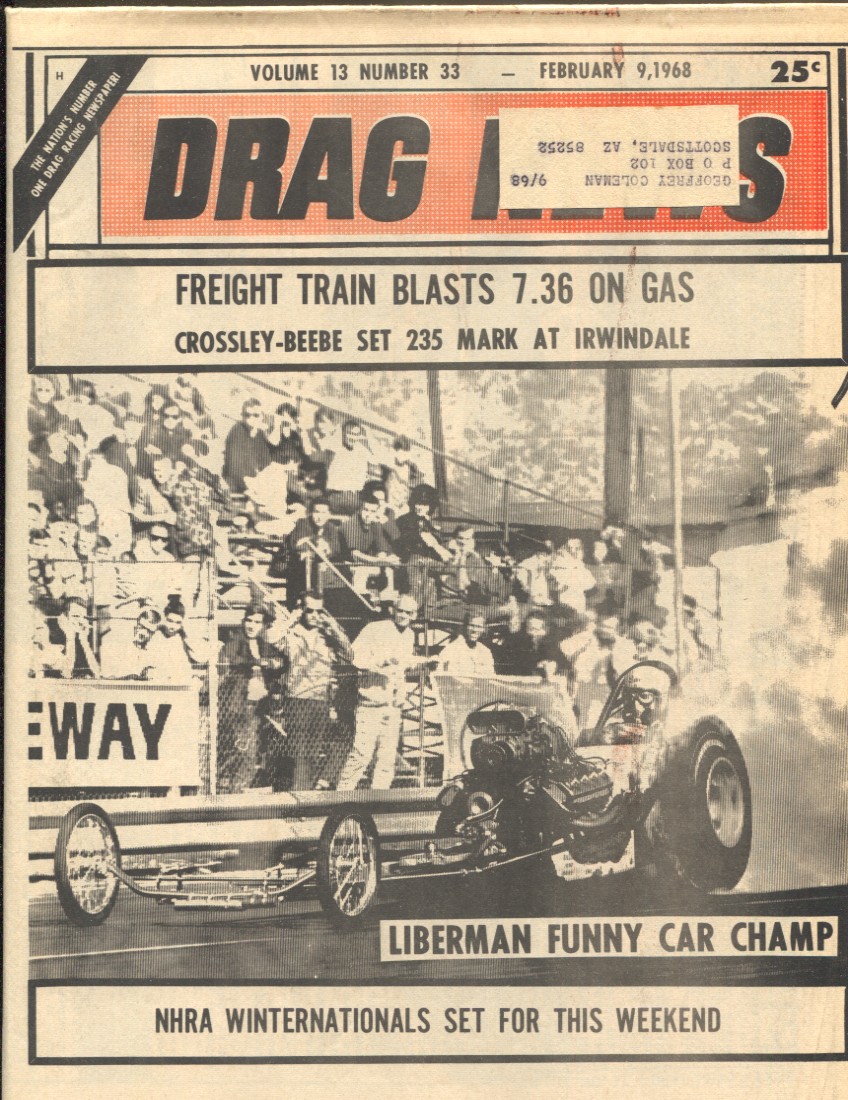 H
THE NATION'S NUMBER
ONE DRAG RACING NEWSPAPER!
VOLUME 13 NUMBER 33 — FEBRUARY 9, 1968
25¢
DRAG NEWS
GEOFFREY COLEMAN 9/68
P O BOX 102
SCOTTSDALE, AZ 85252
FREIGHT TRAIN BLASTS 7.36 ON GAS
CROSSLEY-BEEBE SET 235 MARK AT IRWINDALE
EWAY
LIBERMAN FUNNY CAR CHAMP
NHRA WINTERNATIONALS SET FOR THIS WEEKEND